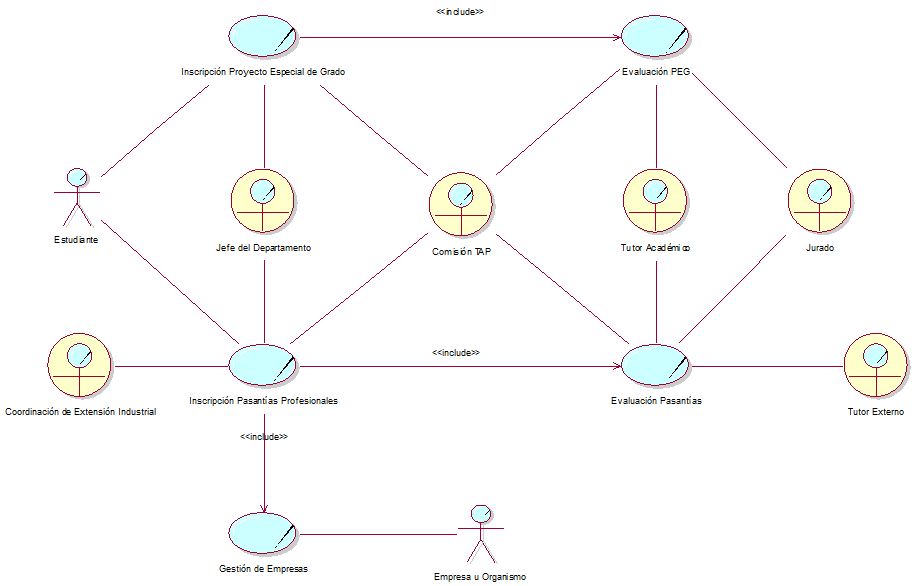 <<include>>
Inscripción Proyecto Especial de Grado
Evaluación PEG
Estudiante
Jefe del Departamento
Comisión TAP
Tutor Académico
Jurado
<<include>>
Coordinación de Extensión Industrial
Inscripción Pasantías Profesionales
Evaluación Pasantías
Tutor Externo
<<include>>
Gestión de Empresas
Empresa u Organismo